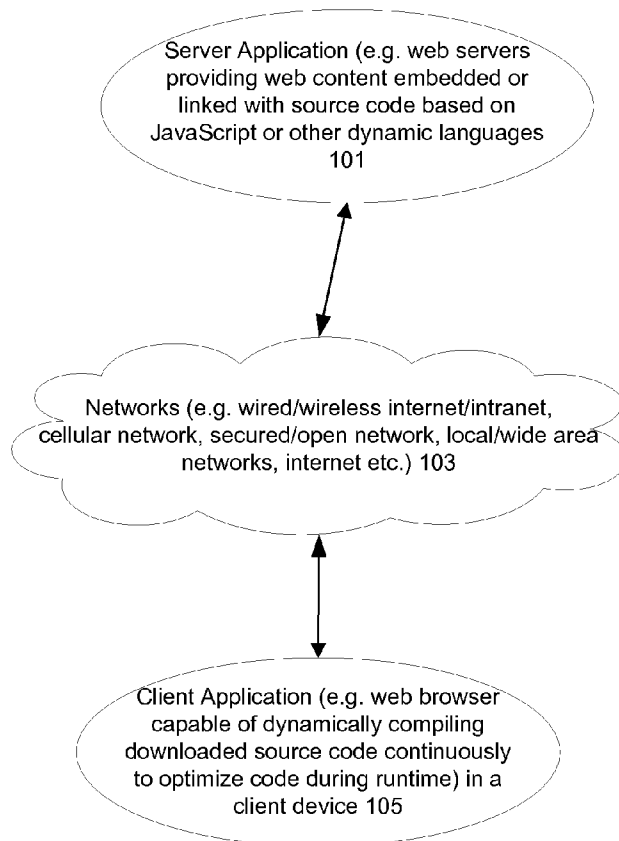 Server Application (e.g. web servers
providing web content embedded or
linked with source code based on
JavaScript or other dynamic languages
101
Networks (e.g. wired/wireless internet/intranet,
cellular network, secured/open network, local/wide area
networks, internet etc.) 103
Client Application (e.g. web browser
capable of dynamically compiling
downloaded source code continuously
to optimize code during runtime) in a
client device 105